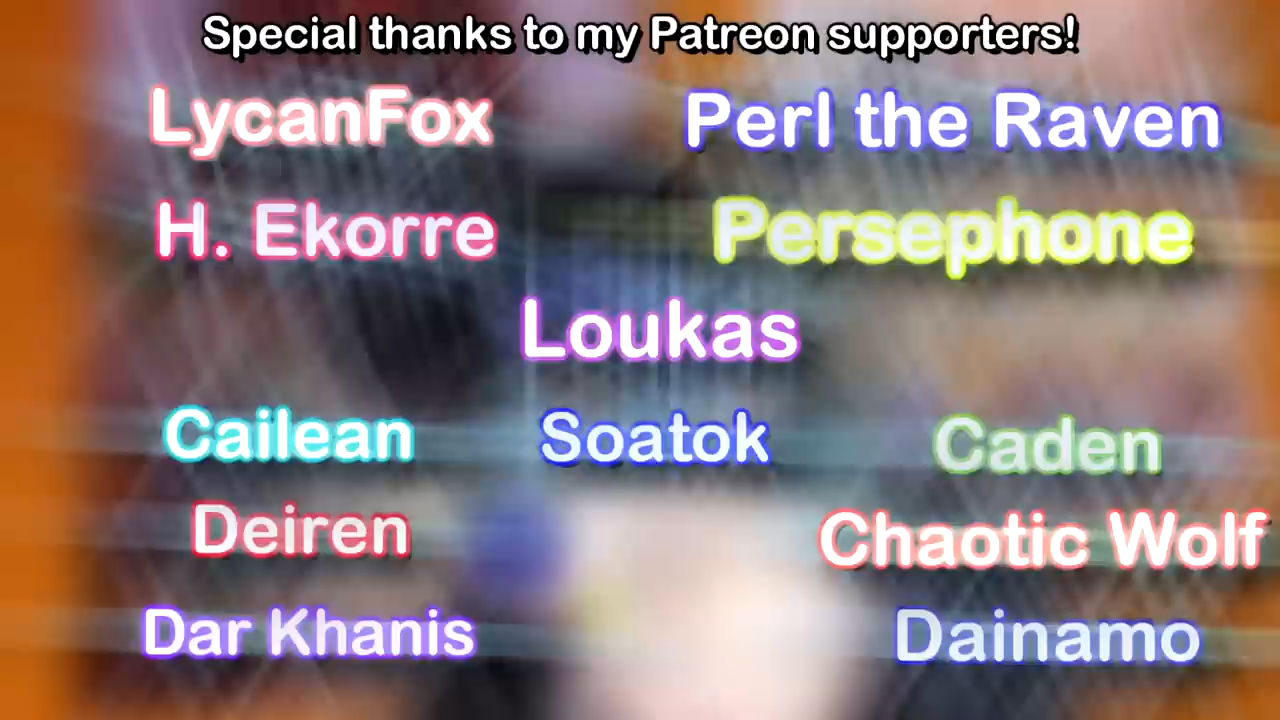 Special thanks to my Patreon supporters!
LycanFox
Perl the Raven
H. Ekorre
Persephone
Loukas
Cailean
Soatok
Caden
Deiren
Chaotic Wolf
Dar Khanis
Dainamo